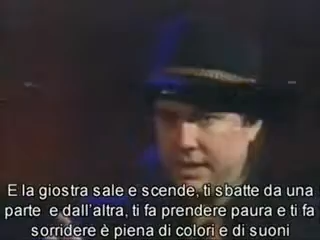 E la giostra sale e scende, ti sbatte da una
parte e dall'altra, ti fa prendere paura e ti fa
sorridere è piena di colori e di suoni